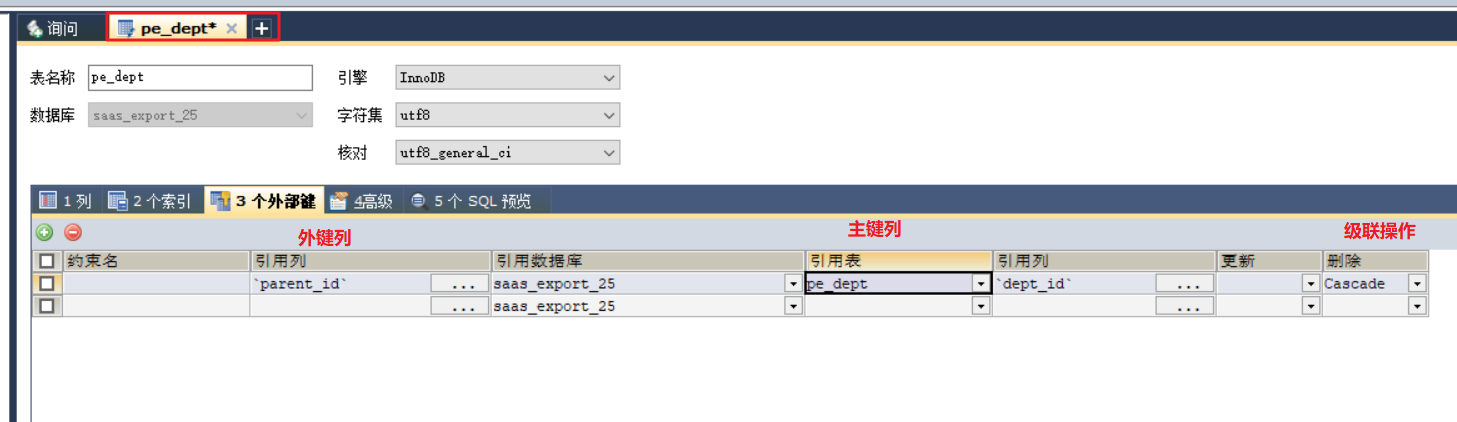 询问 pe_dept*
表名称 pe_dept 引擎 InnoDB
数据库 saas_export_25 字符集 utf8
核对 utf8_general_ci
1 列 2 个索引 3 个外部键 4高级 5 个 SQL 预览
外键列 主键列 级联操作
约束名 引用列 引用数据库 引用表 引用列 更新 删除
`parent_id` ... saas_export_25 pe_dept `dept_id` ... Cascade
... saas_export_25 ...